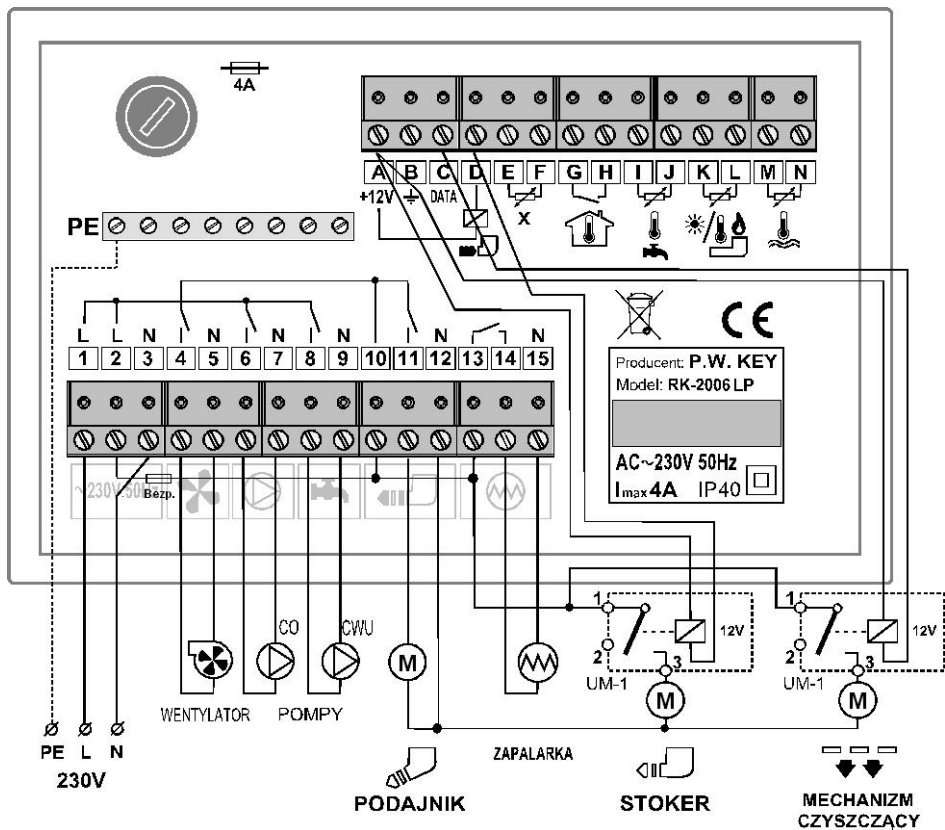 4A
A B C D E F G H I J K L M N
+12V DATA
X
PE
L L N N N N N N
1 2 3 4 5 6 7 8 9 10 11 12 13 14 15
Producent: P.W. KEY
Model: RK-2006 LP
AC~230V 50Hz
Imax 4A IP40
~230V 50Hz
Bezp.
CO
CWU
M
1
2
3
12V
UM-1
M
1
2
3
12V
UM-1
M
WENTYLATOR
POMPY
ZAPALARKA
PE L N
230V
PODAJNIK
STOKER
MECHANIZM
CZYSZCZĄCY
CE